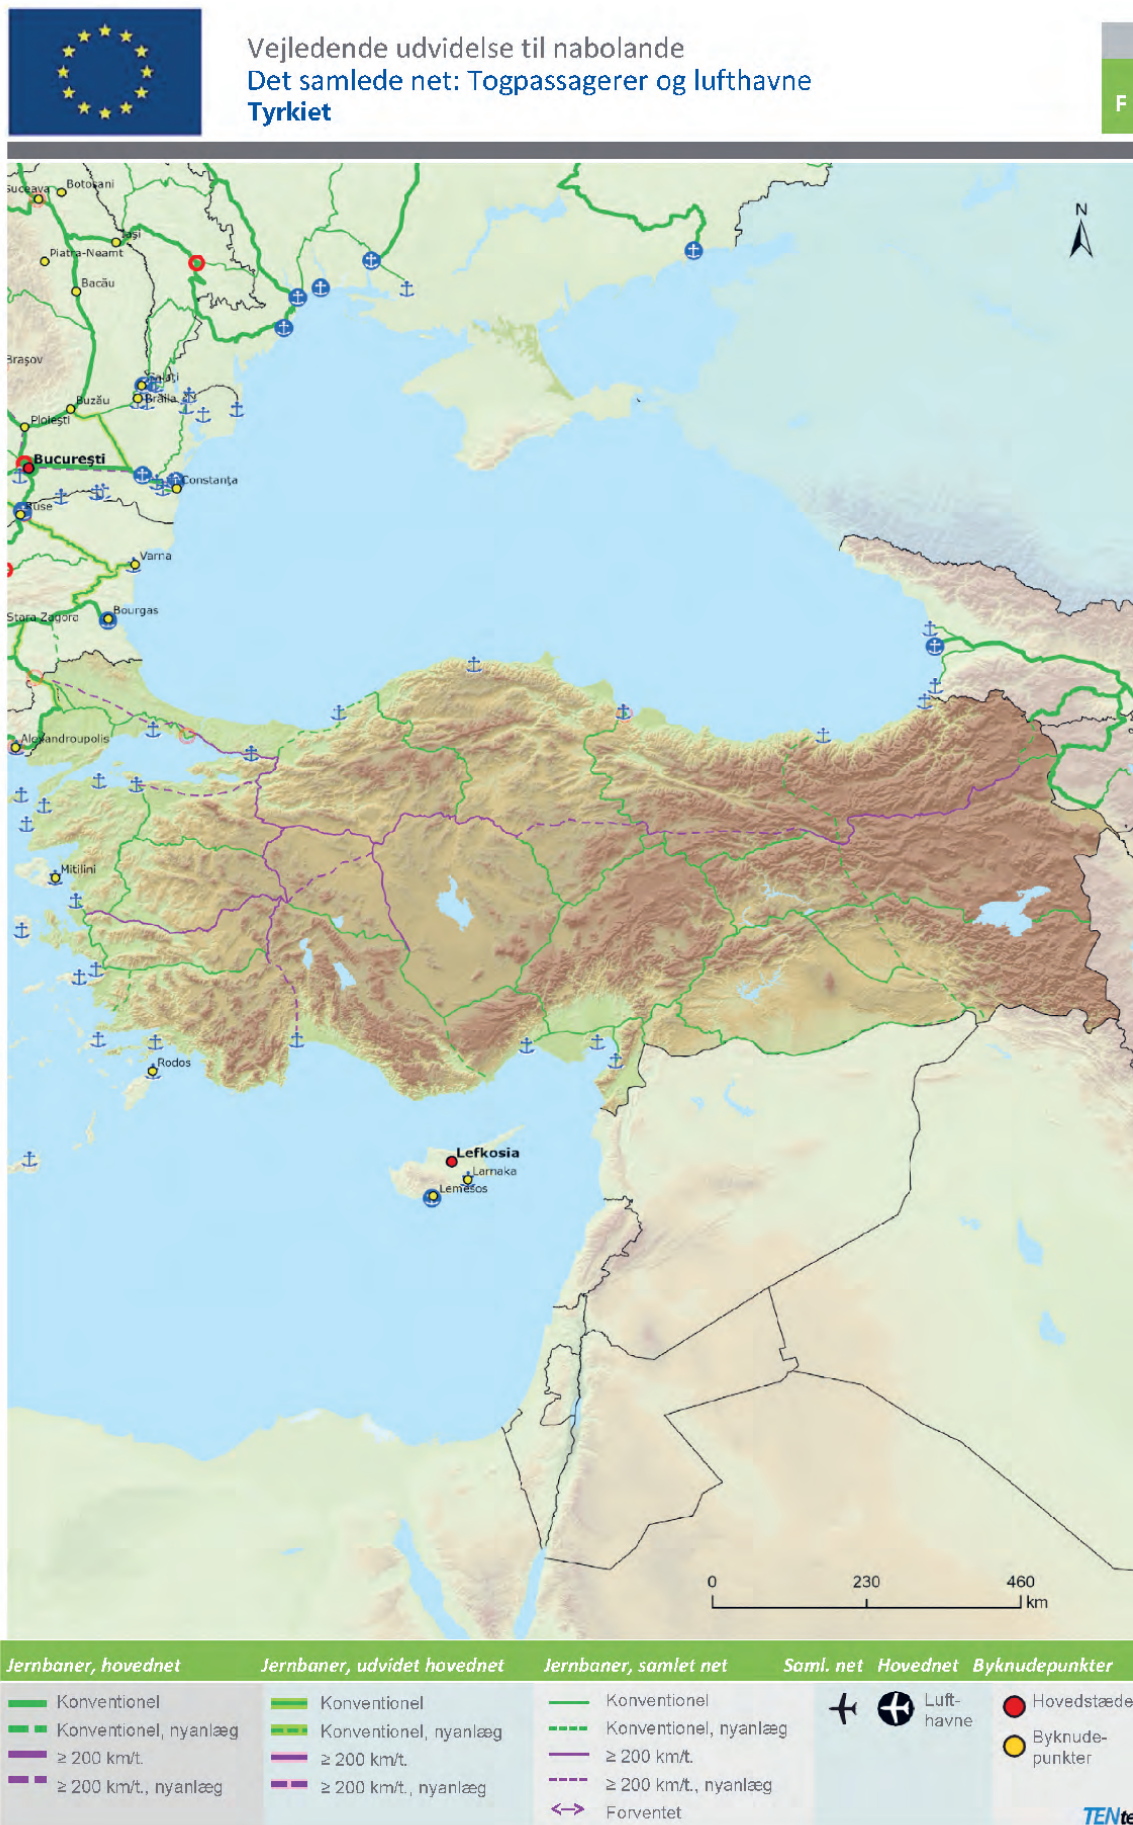 Vejledende udvidelse til nabolande
Det samlede net: Togpassagerer og lufthavne
Tyrkiet
F
N
Suceava
Botoșani
Iași
Piatra-Neamt
Bacău
Brașov
Galați
Brăila
Buzău
Ploiești
București
Constanța
Ruse
Varna
Bourgas
Stara Zagora
Alexandroupolis
Mitilini
Rodos
Lefkosia
Larnaka
Lemesos
0 230 460
km
Jernbaner, hovednet
Konventionel
Konventionel, nyanlæg
≥ 200 km/t.
≥ 200 km/t., nyanlæg
Jernbaner, udvidet hovednet
Konventionel
Konventionel, nyanlæg
≥ 200 km/t.
≥ 200 km/t., nyanlæg
Jernbaner, samlet net
Konventionel
Konventionel, nyanlæg
≥ 200 km/t.
≥ 200 km/t., nyanlæg
Forventet
Saml. net Hovednet
Luft-
havne
Byknudepunkter
Hovedstæde
Byknude-
punkter
TENte